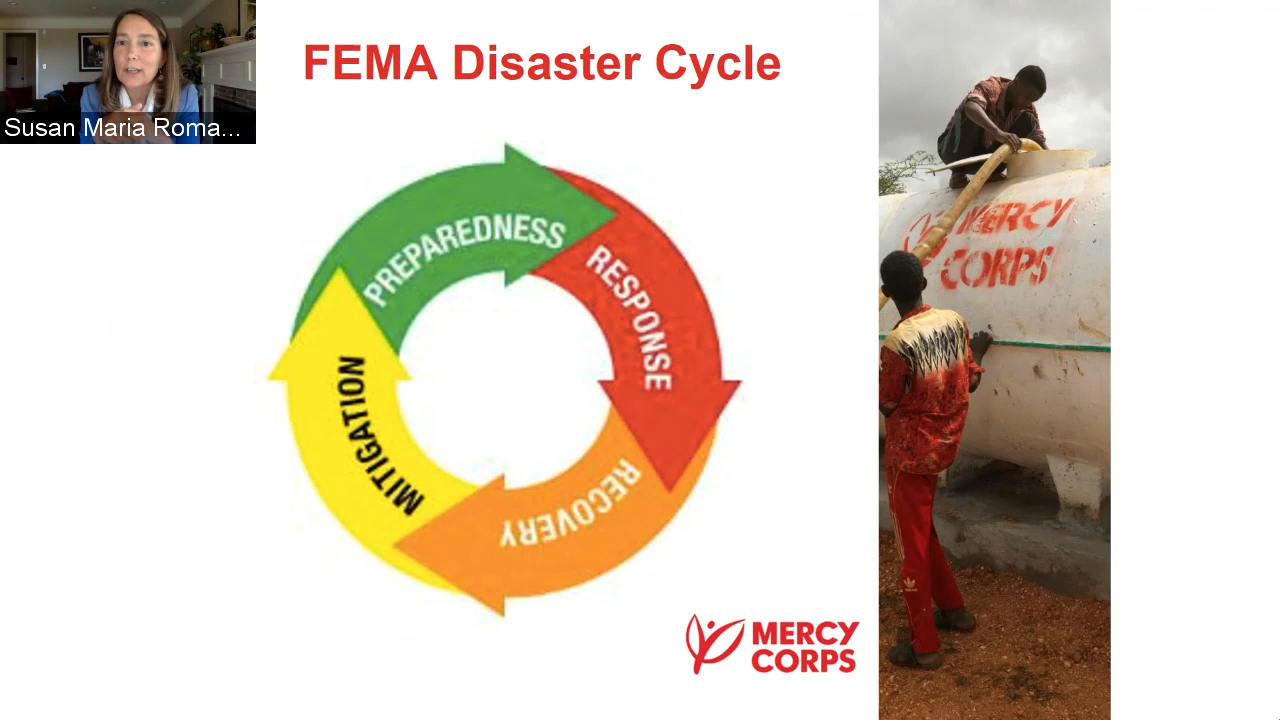 Susan Maria Roma...
FEMA Disaster Cycle
PREPAREDNESS
RESPONSE
RECOVERY
MITIGATION
MERCY
CORPS
MERCY
CORPS